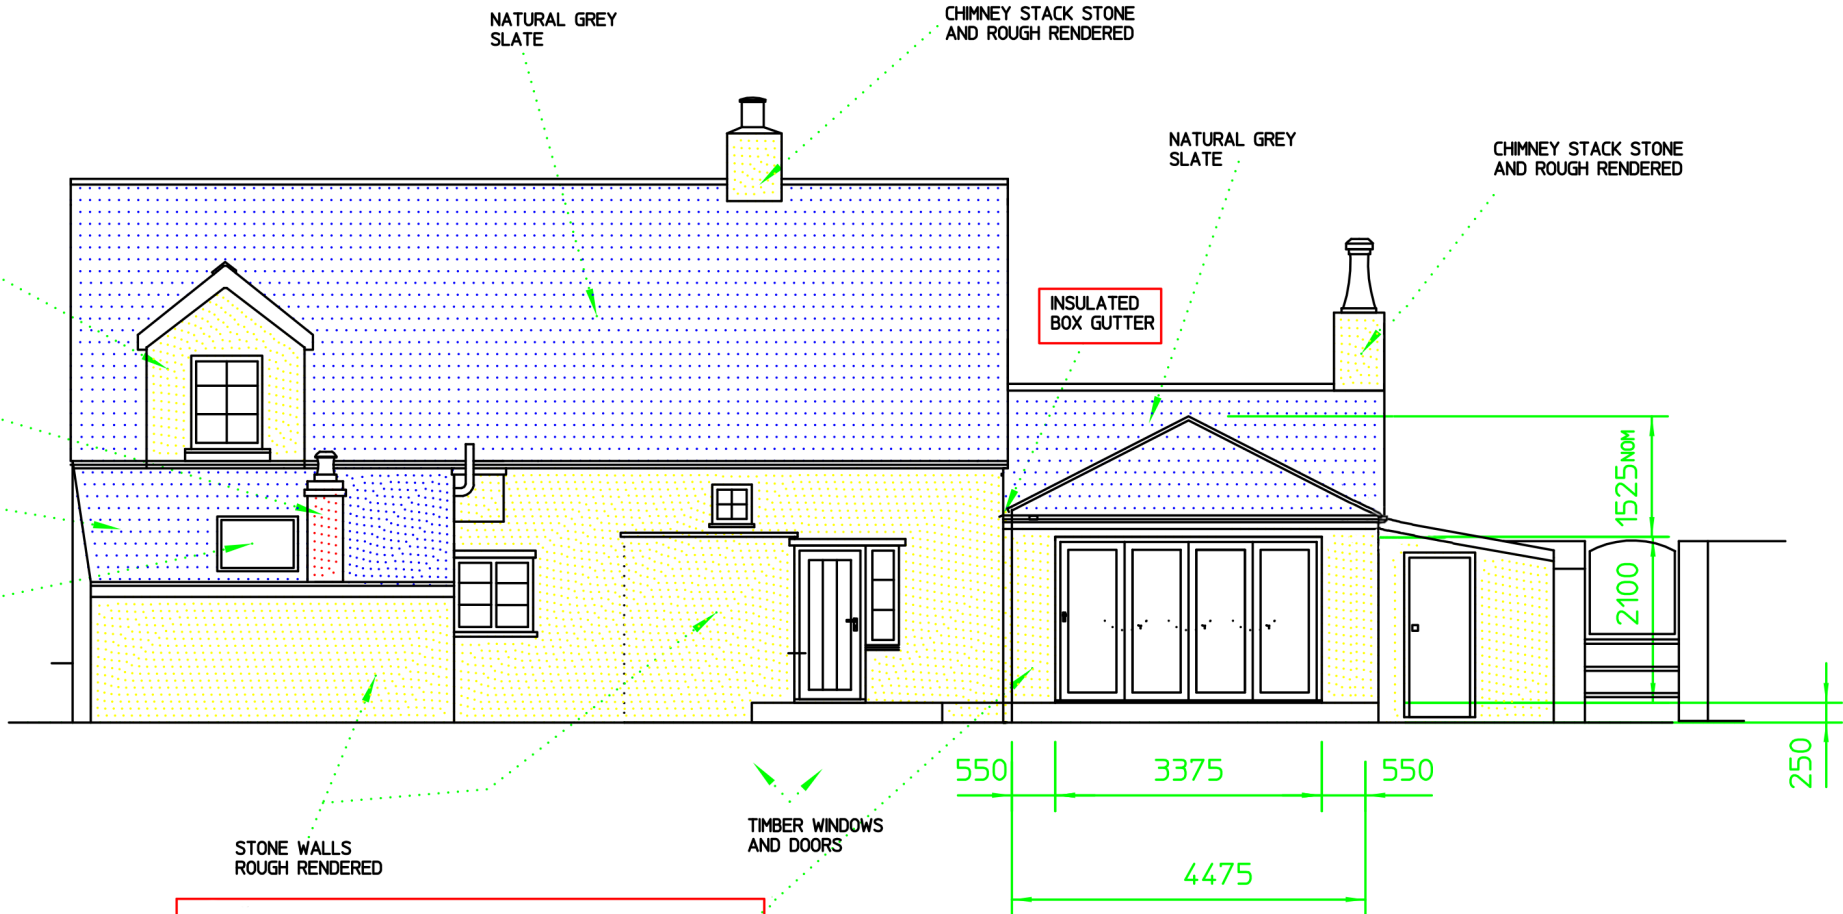 NATURAL GREY
SLATE
CHIMNEY STACK STONE
AND ROUGH RENDERED
NATURAL GREY
SLATE
CHIMNEY STACK STONE
AND ROUGH RENDERED
INSULATED
BOX GUTTER
1525NOM
2100
250
550
3375
550
4475
TIMBER WINDOWS
AND DOORS
STONE WALLS
ROUGH RENDERED